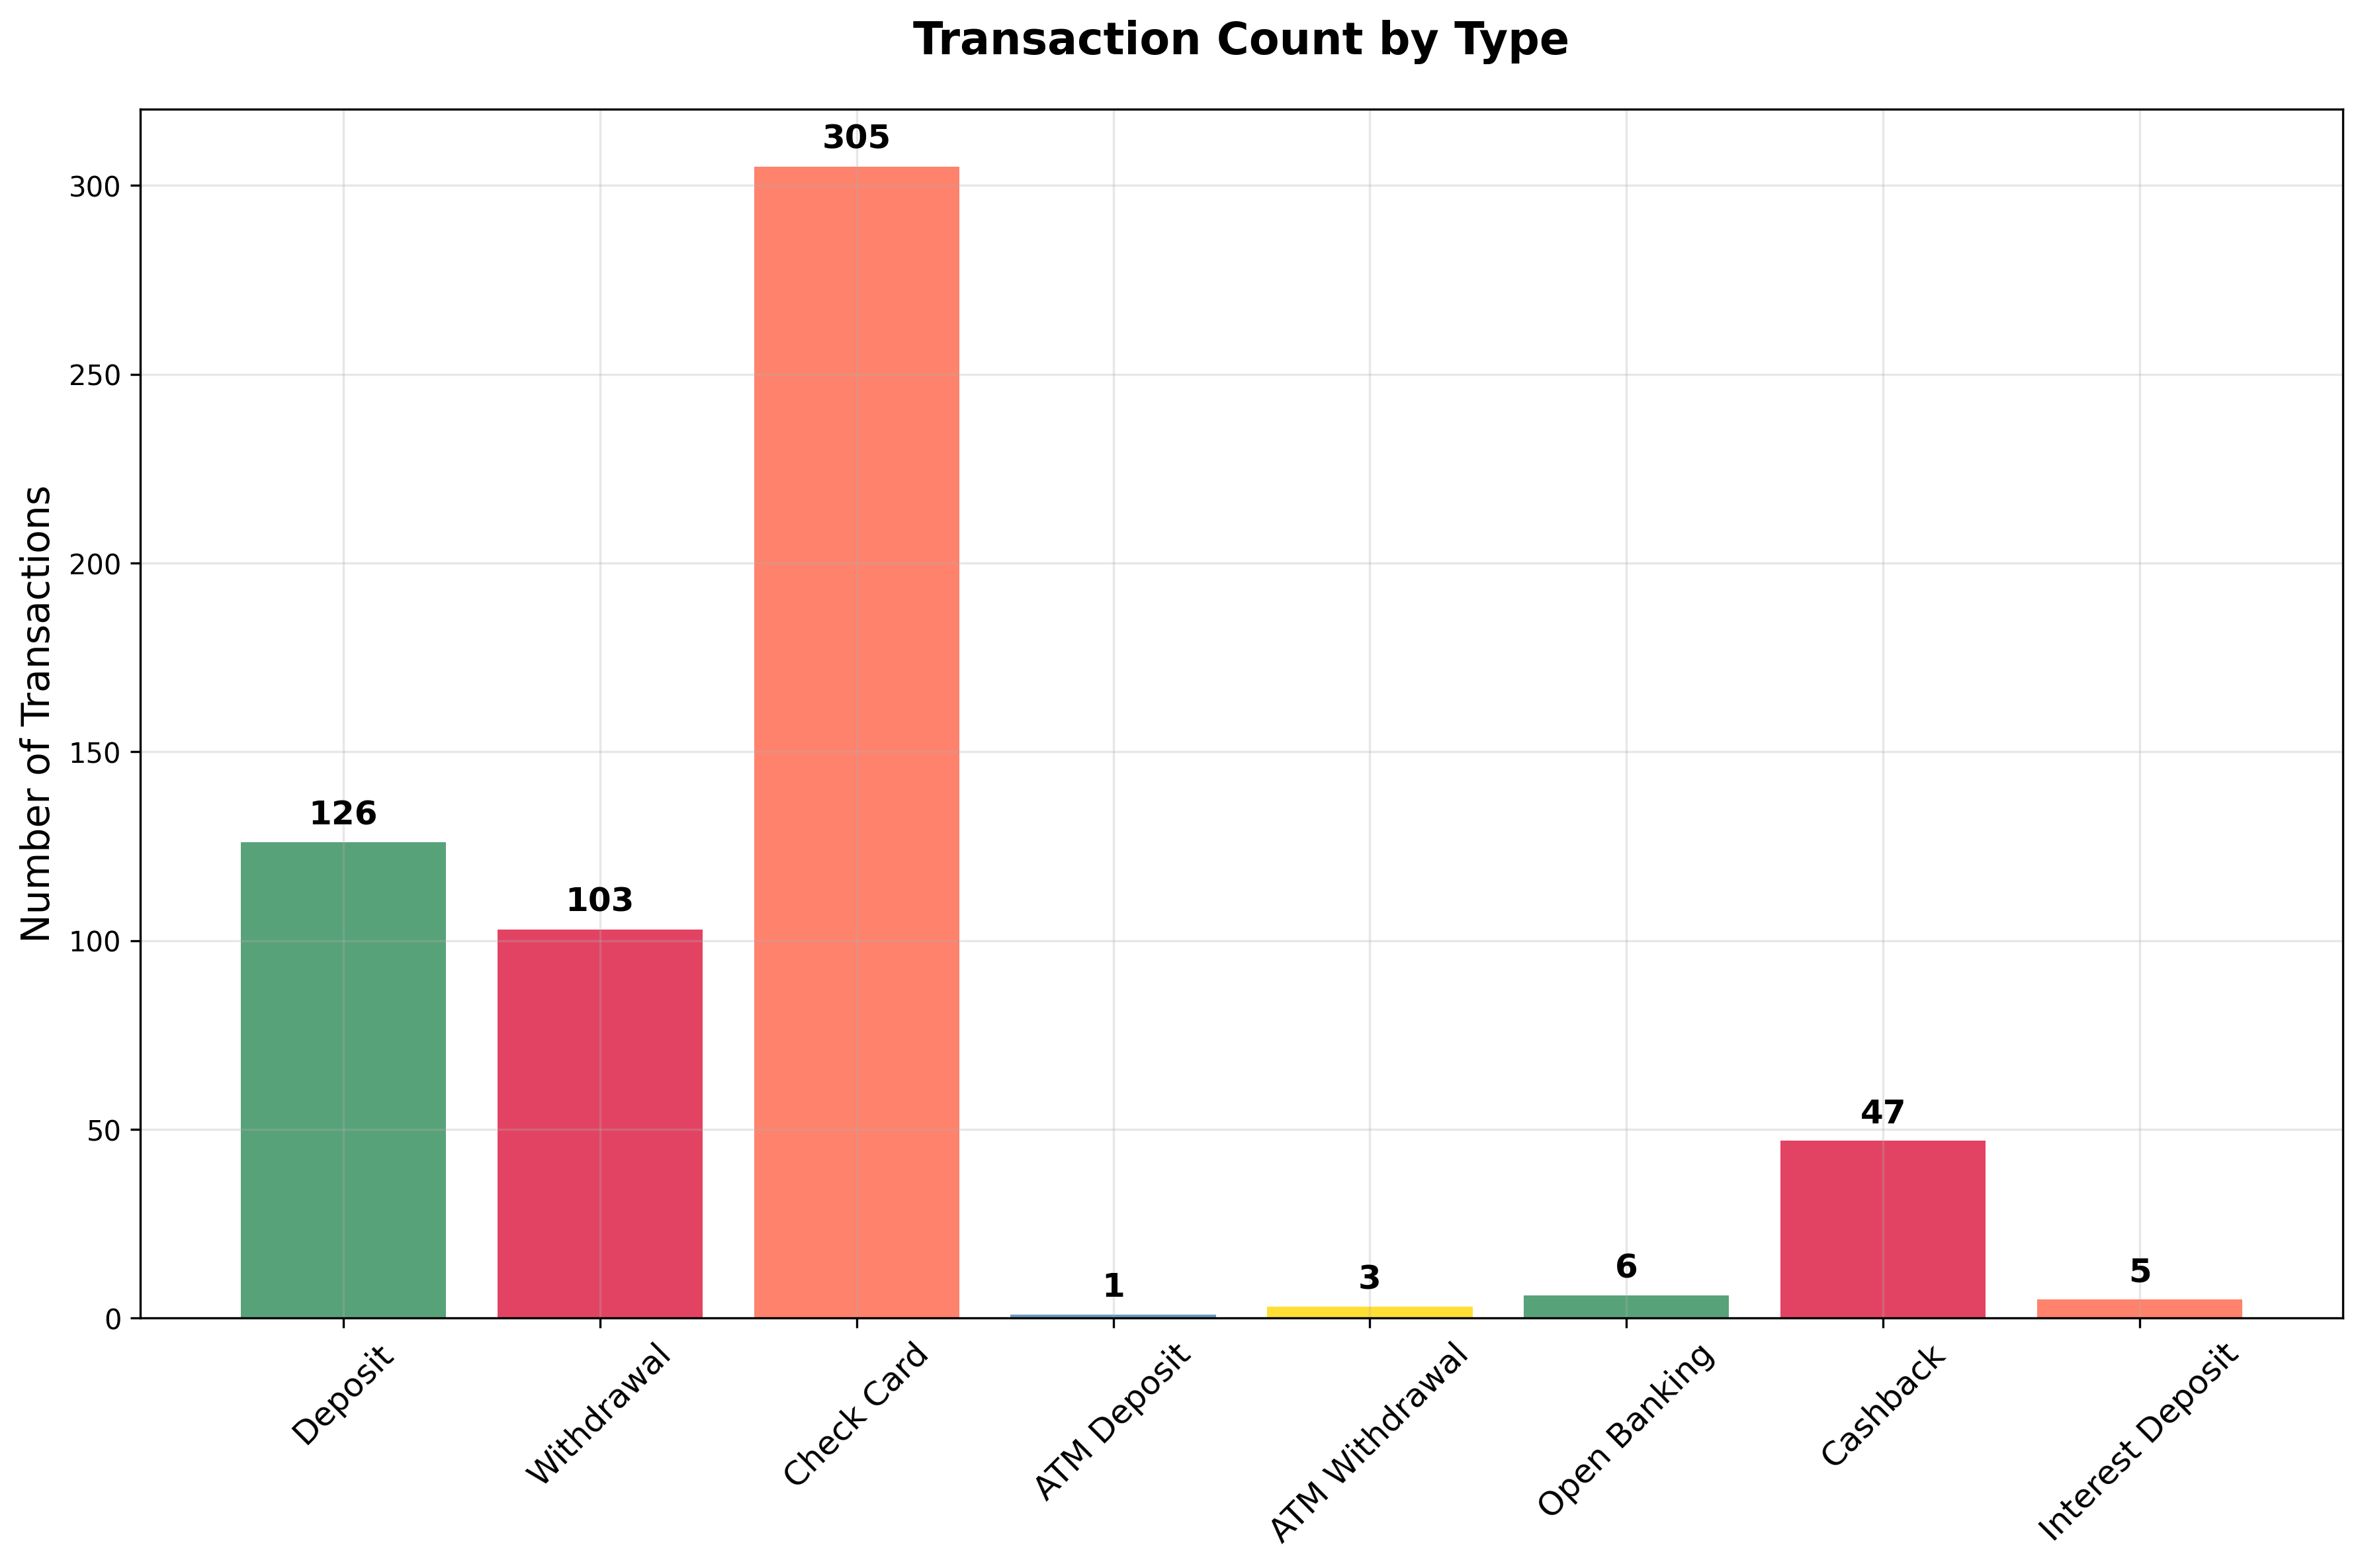 Transaction Count by Type
Number of Transactions
300
250
200
150
100
50
0
126
103
305
1
3
6
47
5
Deposit
Withdrawal
Check Card
ATM Deposit
ATM Withdrawal
Open Banking
Cashback
Interest Deposit